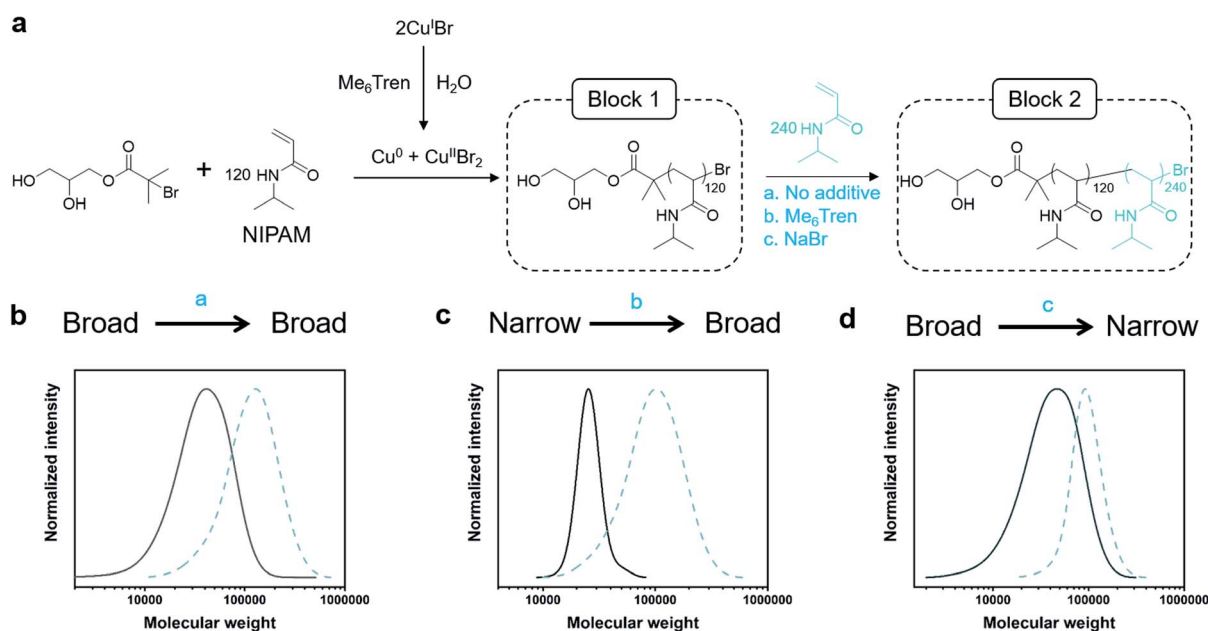 a
2CuᴵBr
Me₆Tren
H₂O
Cu⁰ + CuᴵᴵBr₂
HO
OH
O
O
Br
+
120
HN
O
NIPAM
Block 1
HO
OH
O
O
Br
120
HN
O
240
HN
O
a. No additive
b. Me₆Tren
c. NaBr
Block 2
HO
OH
O
O
Br
120
240
HN
O
HN
O
b
Broad
a
Broad
Normalized intensity
10000
100000
1000000
Molecular weight
c
Narrow
b
Broad
Normalized intensity
10000
100000
1000000
Molecular weight
d
Broad
c
Narrow
Normalized intensity
10000
100000
1000000
Molecular weight